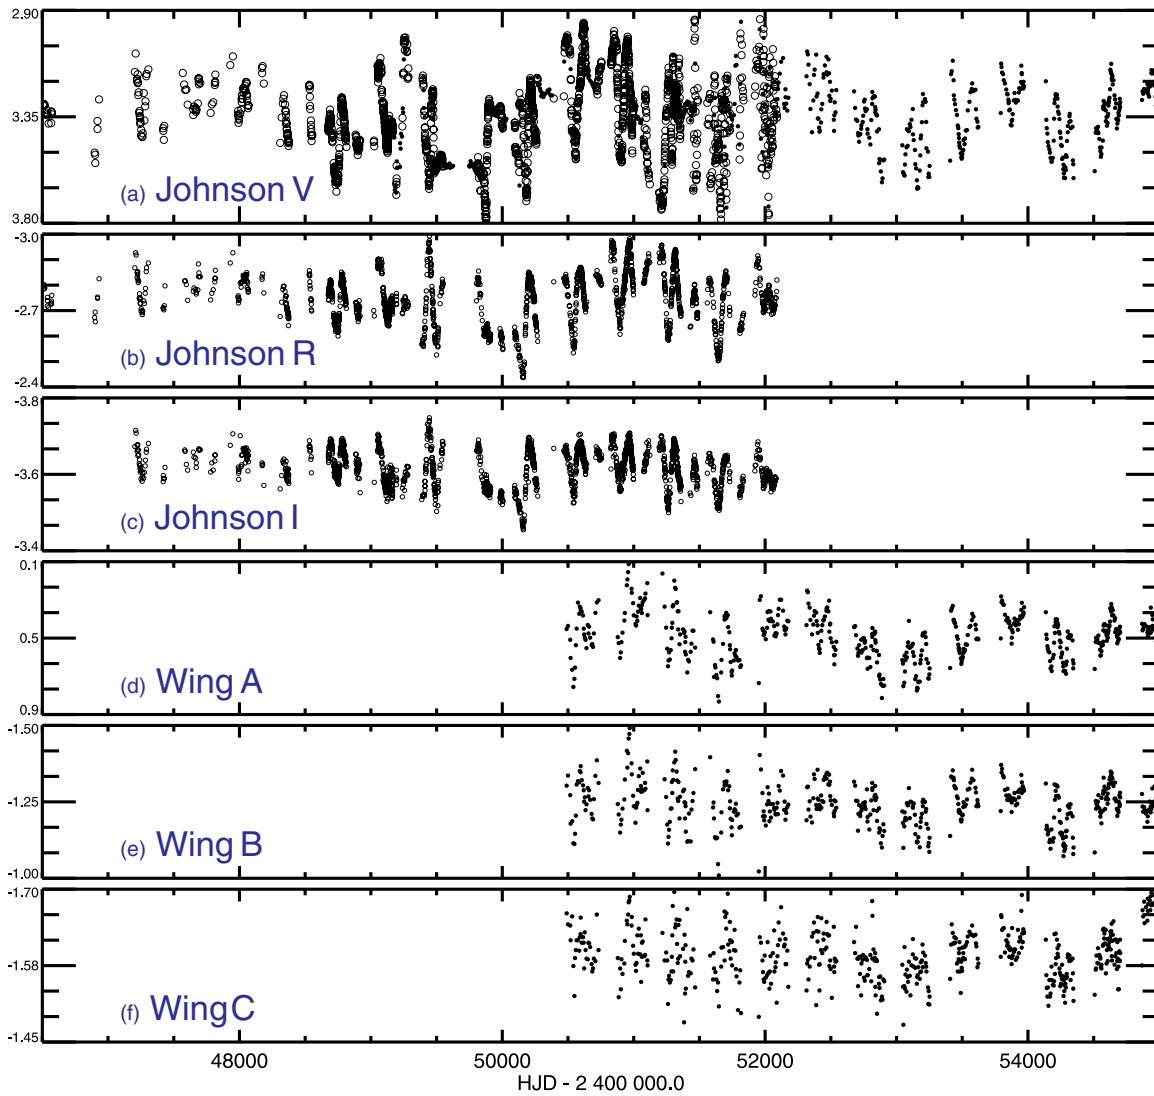 2.90
3.35
(a) Johnson V
3.80
-3.0
-2.7
(b) Johnson R
-2.4
-3.8
-3.6
(c) Johnson I
-3.4
0.1
0.5
(d) Wing A
0.9
-1.50
-1.25
(e) Wing B
-1.00
-1.70
-1.58
(f) Wing C
-1.45
48000 50000 52000 54000
HJD - 2 400 000.0